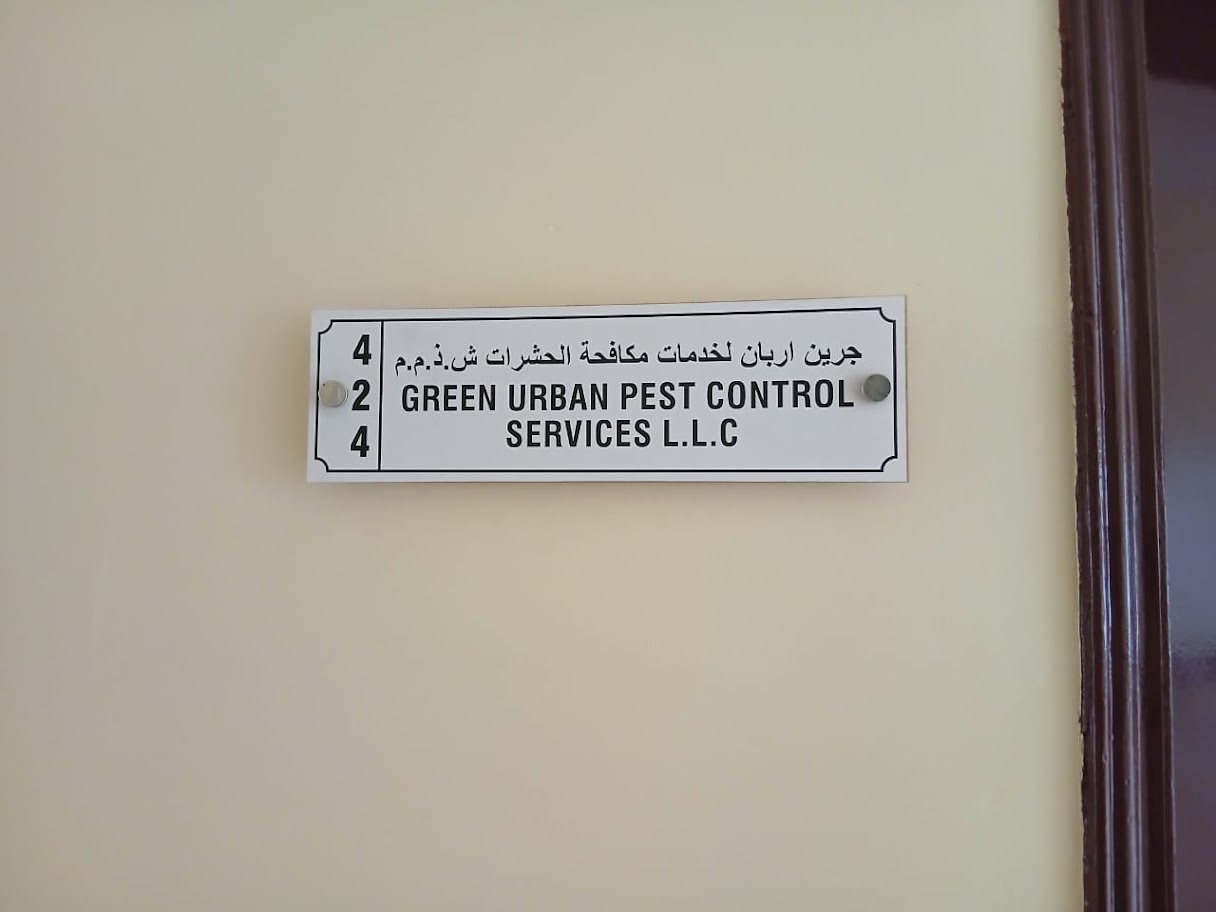 4
2
4
جرين اربان لخدمات مكافحة الحشرات ش.ذ.م.م
GREEN URBAN PEST CONTROL
SERVICES L.L.C